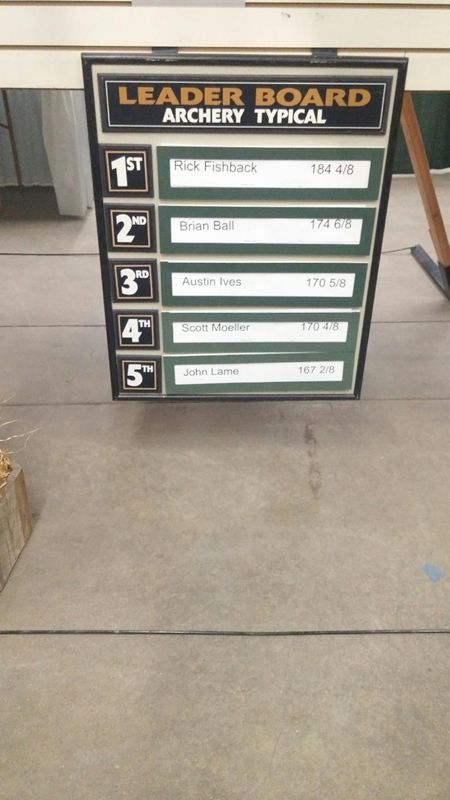 LEADER BOARD
ARCHERY TYPICAL
1ST Rick Fishback 184 4/8
2ND Brian Ball 174 6/8
3RD Austin Ives 170 5/8
4TH Scott Moeller 170 4/8
5TH John Lame 167 2/8